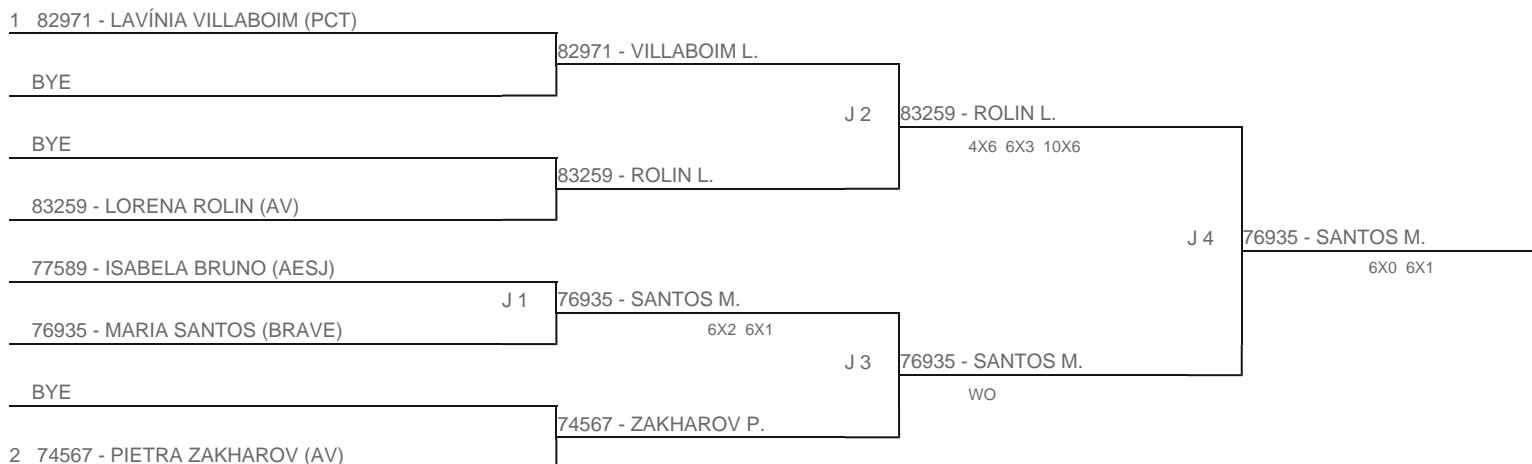 1 82971 - LAVÍNIA VILLABOIM (PCT)
82971 - VILLABOIM L.
BYE
J 2 83259 - ROLIN L.
BYE
4X6 6X3 10X6
83259 - ROLIN L.
83259 - LORENA ROLIN (AV)
J 4 76935 - SANTOS M.
77589 - ISABELA BRUNO (AESJ)
6X0 6X1
J 1 76935 - SANTOS M.
76935 - MARIA SANTOS (BRAVE)
6X2 6X1
J 3 76935 - SANTOS M.
BYE
WO
74567 - ZAKHAROV P.
2 74567 - PIETRA ZAKHAROV (AV)